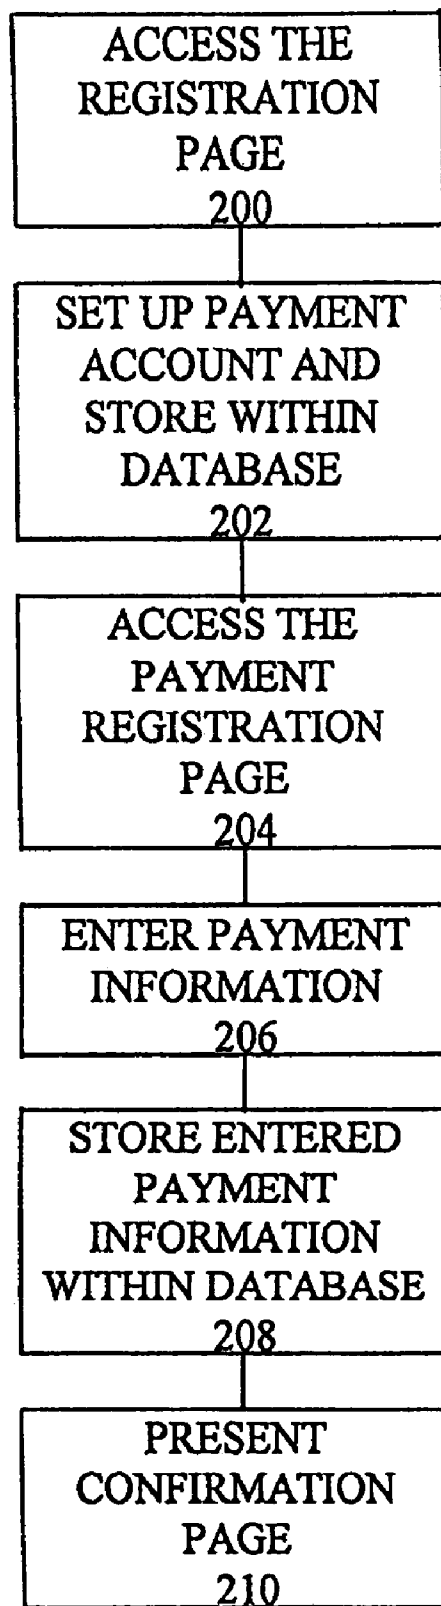 ACCESS THE
REGISTRATION
PAGE
200
SET UP PAYMENT
ACCOUNT AND
STORE WITHIN
DATABASE
202
ACCESS THE
PAYMENT
REGISTRATION
PAGE
204
ENTER PAYMENT
INFORMATION
206
STORE ENTERED
PAYMENT
INFORMATION
WITHIN DATABASE
208
PRESENT
CONFIRMATION
PAGE
210